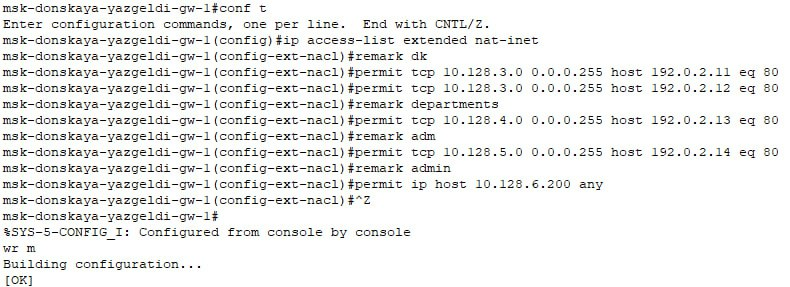 msk-donskaya-yazgeldi-gw-1#conf t
Enter configuration commands, one per line.  End with CNTL/Z.
msk-donskaya-yazgeldi-gw-1(config)#ip access-list extended nat-inet
msk-donskaya-yazgeldi-gw-1(config-ext-nacl)#remark dk
msk-donskaya-yazgeldi-gw-1(config-ext-nacl)#permit tcp 10.128.3.0 0.0.0.255 host 192.0.2.11 eq 80
msk-donskaya-yazgeldi-gw-1(config-ext-nacl)#permit tcp 10.128.3.0 0.0.0.255 host 192.0.2.12 eq 80
msk-donskaya-yazgeldi-gw-1(config-ext-nacl)#remark departments
msk-donskaya-yazgeldi-gw-1(config-ext-nacl)#permit tcp 10.128.4.0 0.0.0.255 host 192.0.2.13 eq 80
msk-donskaya-yazgeldi-gw-1(config-ext-nacl)#remark adm
msk-donskaya-yazgeldi-gw-1(config-ext-nacl)#permit tcp 10.128.5.0 0.0.0.255 host 192.0.2.14 eq 80
msk-donskaya-yazgeldi-gw-1(config-ext-nacl)#remark admin
msk-donskaya-yazgeldi-gw-1(config-ext-nacl)#permit ip host 10.128.6.200 any
msk-donskaya-yazgeldi-gw-1(config-ext-nacl)#^Z
msk-donskaya-yazgeldi-gw-1#
%SYS-5-CONFIG_I: Configured from console by console
wr m
Building configuration...
[OK]